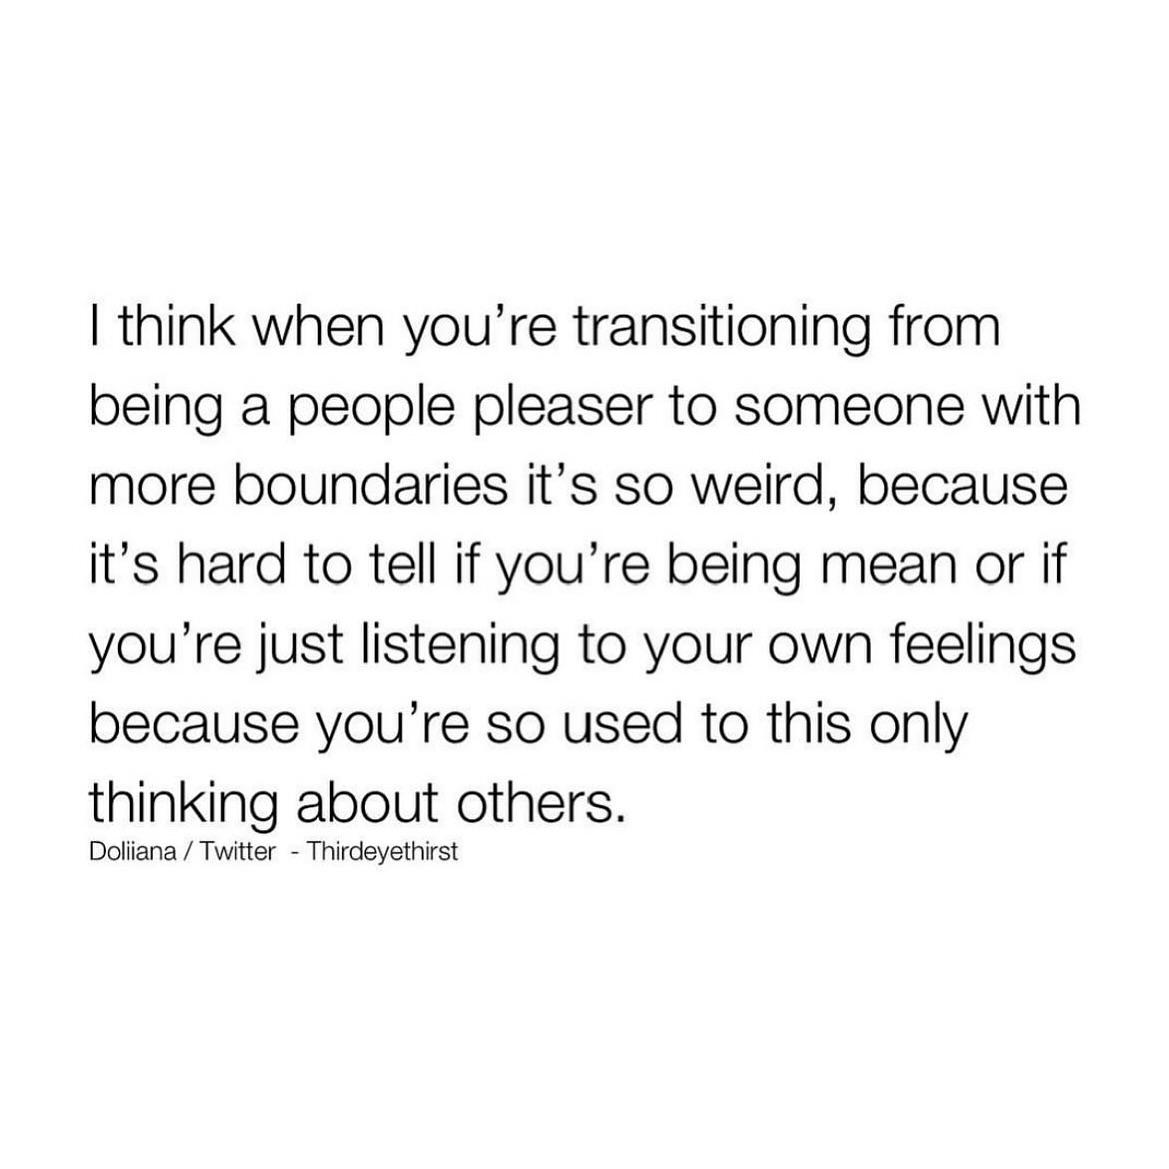 I think when you’re transitioning from
being a people pleaser to someone with
more boundaries it’s so weird, because
it’s hard to tell if you’re being mean or if
you’re just listening to your own feelings
because you’re so used to this only
thinking about others.
Doliiana / Twitter - Thirdeyethirst